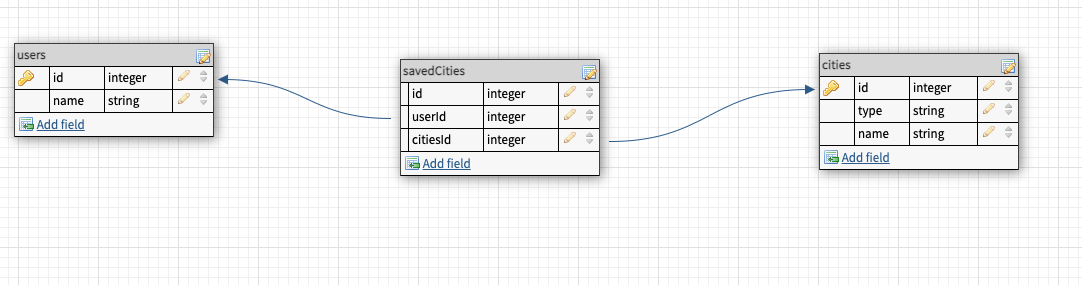 users
id integer
name string
Add field
savedCities
id integer
userId integer
citiesId integer
Add field
cities
id integer
type string
name string
Add field